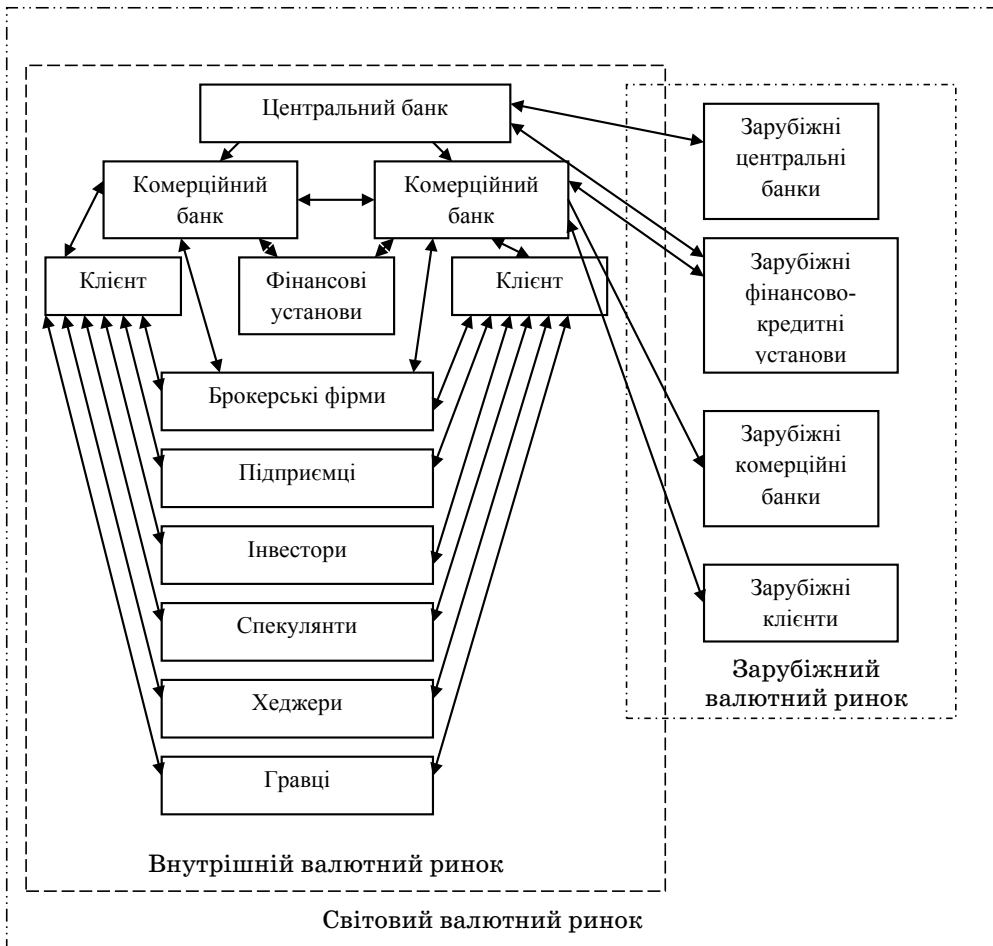 Центральний банк
Комерційний
банк
Комерційний
банк
Клієнт
Фінансові
установи
Клієнт
Брокерські фірми
Підприємці
Інвестори
Спекулянти
Хеджери
Гравці
Внутрішній валютний ринок
Зарубіжні
центральні
банки
Зарубіжні
фінансово-
кредитні
установи
Зарубіжні
комерційні
банки
Зарубіжні
клієнти
Зарубіжний
валютний ринок
Світовий валютний ринок